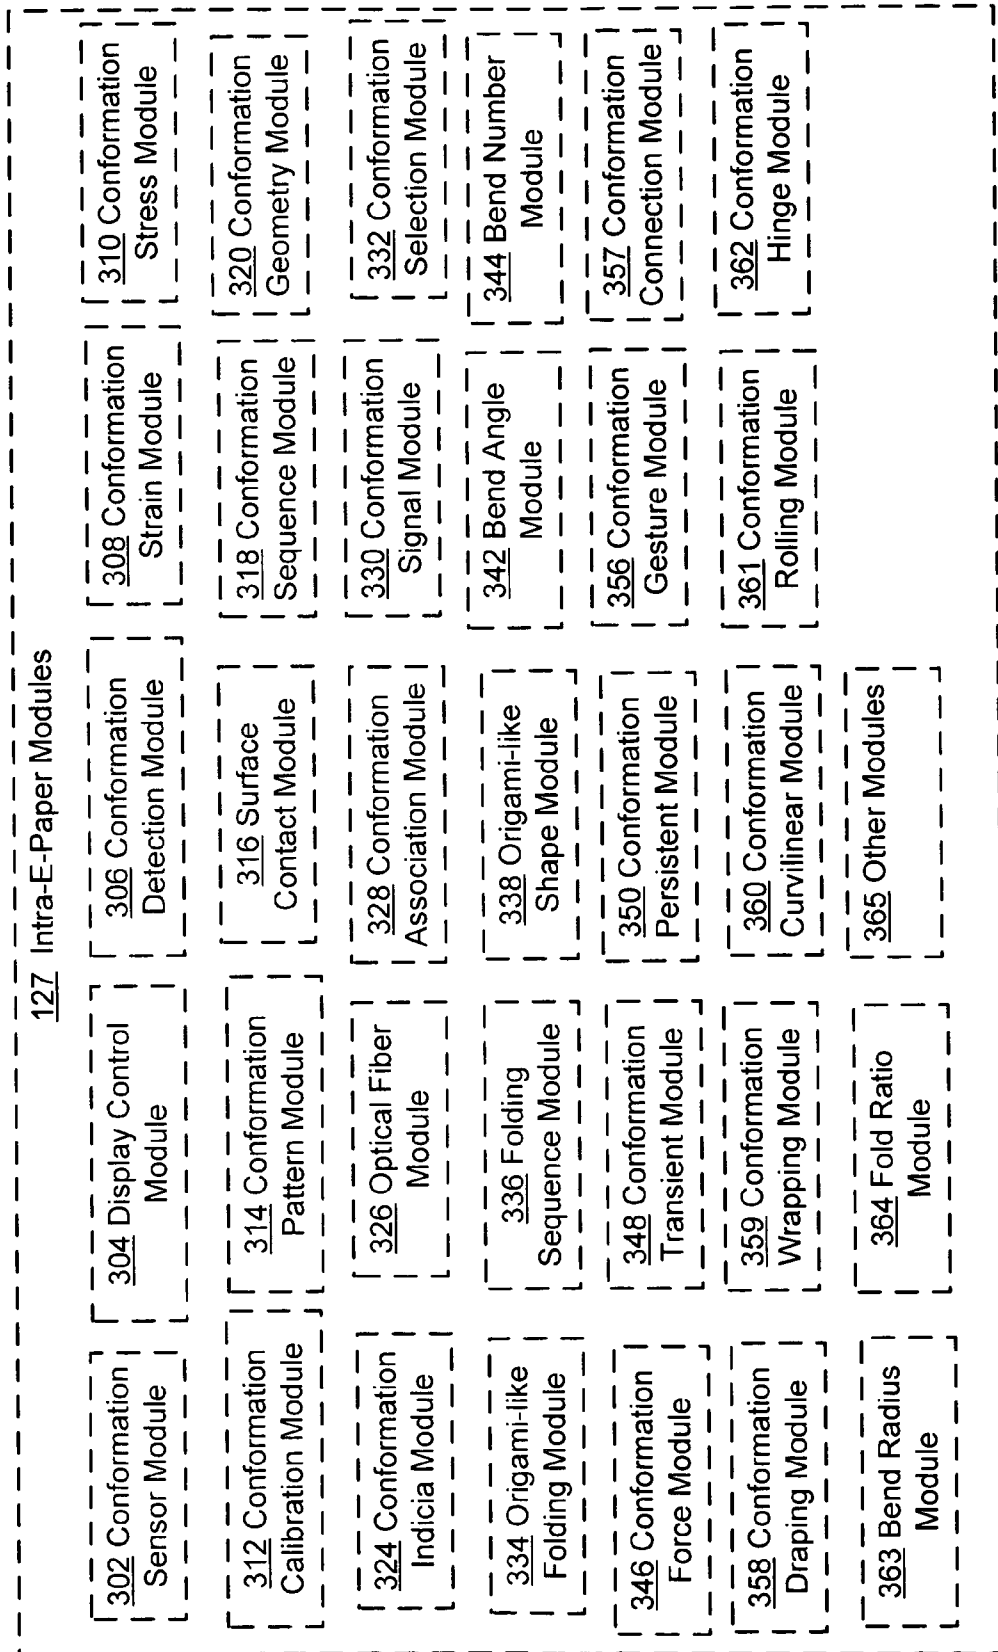 127 Intra-E-Paper Modules
302 Conformation
Sensor Module
304 Display Control
Module
306 Conformation
Detection Module
308 Conformation
Strain Module
310 Conformation
Stress Module
312 Conformation
Calibration Module
314 Conformation
Pattern Module
316 Surface
Contact Module
318 Conformation
Sequence Module
320 Conformation
Geometry Module
324 Conformation
Indicia Module
326 Optical Fiber
Module
328 Conformation
Association Module
330 Conformation
Signal Module
332 Conformation
Selection Module
334 Origami-like
Folding Module
336 Folding
Sequence Module
338 Origami-like
Shape Module
342 Bend Angle
Module
344 Bend Number
Module
346 Conformation
Force Module
348 Conformation
Transient Module
350 Conformation
Persistent Module
356 Conformation
Gesture Module
357 Conformation
Connection Module
358 Conformation
Draping Module
359 Conformation
Wrapping Module
360 Conformation
Curvilinear Module
361 Conformation
Rolling Module
362 Conformation
Hinge Module
363 Bend Radius
Module
364 Fold Ratio
Module
365 Other Modules